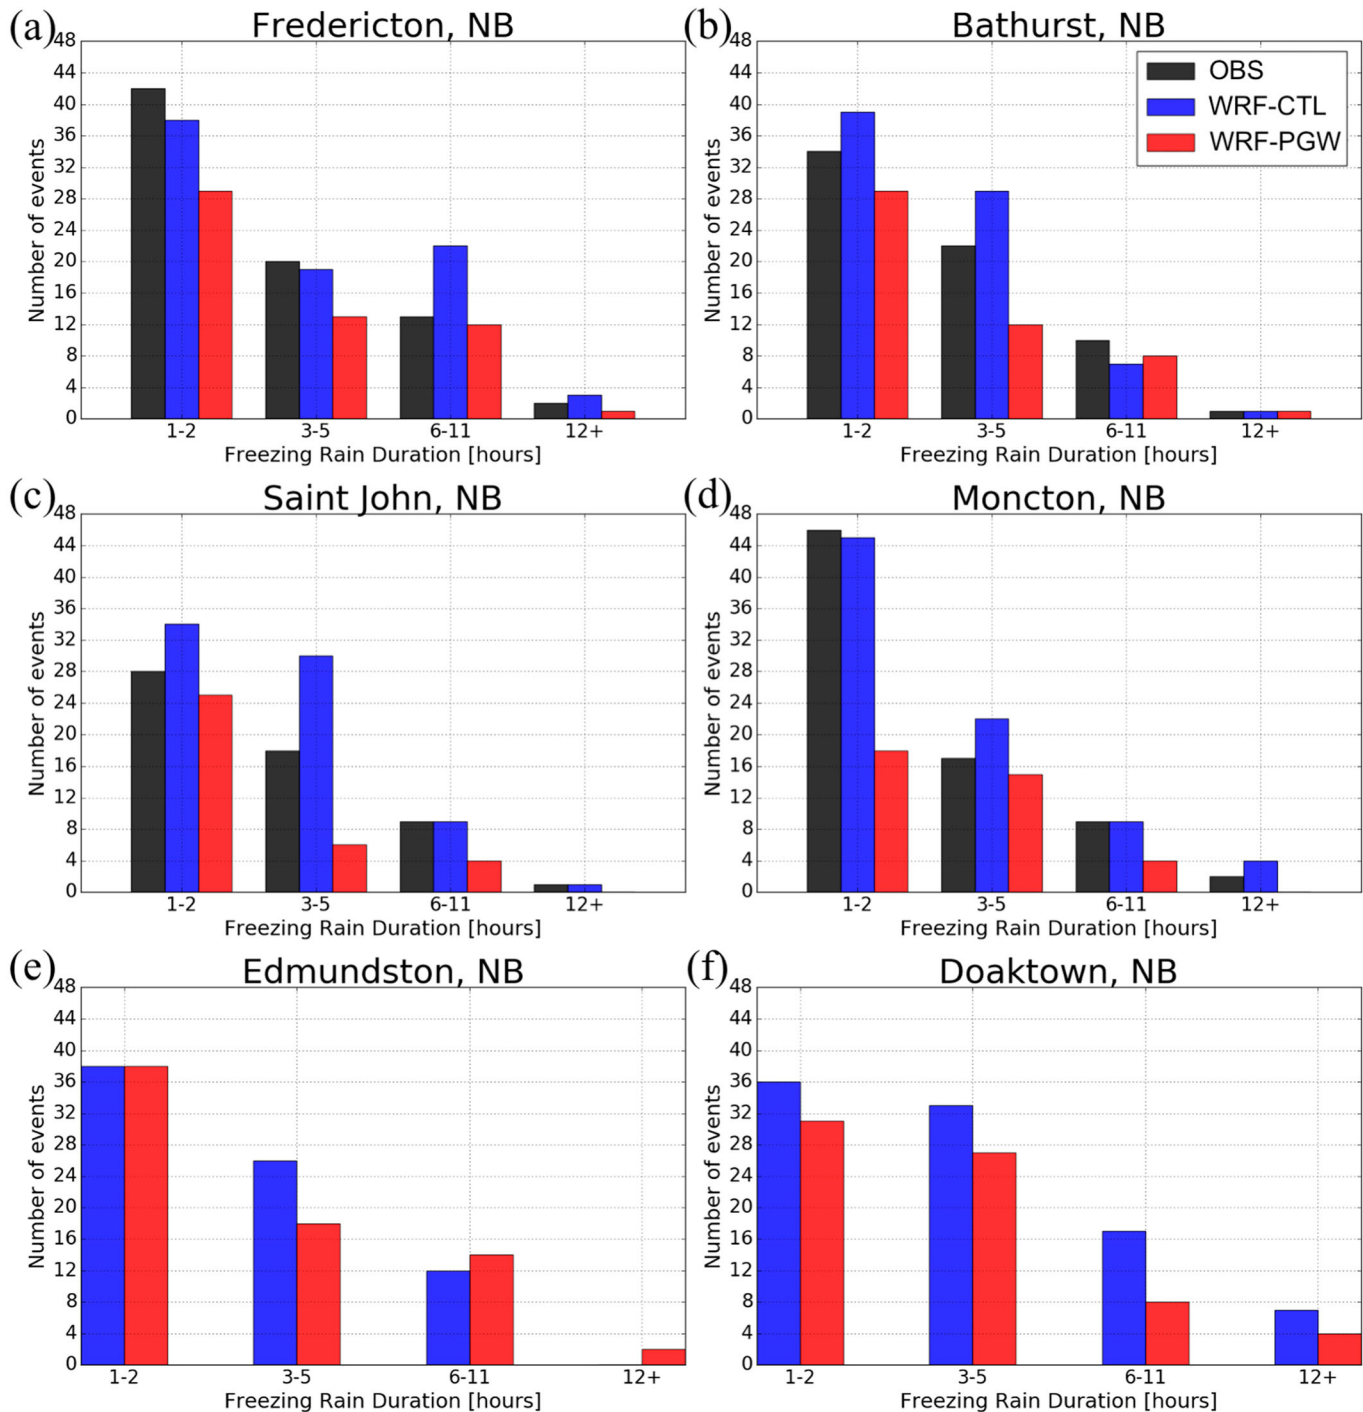 (a) Fredericton, NB
48
44
40
36
32
28
24
20
16
12
8
4
0
Number of events
1-2 3-5 6-11 12+
Freezing Rain Duration [hours]
(b) Bathurst, NB
OBS
WRF-CTL
WRF-PGW
48
44
40
36
32
28
24
20
16
12
8
4
0
Number of events
1-2 3-5 6-11 12+
Freezing Rain Duration [hours]
(c) Saint John, NB
48
44
40
36
32
28
24
20
16
12
8
4
0
Number of events
1-2 3-5 6-11 12+
Freezing Rain Duration [hours]
(d) Moncton, NB
48
44
40
36
32
28
24
20
16
12
8
4
0
Number of events
1-2 3-5 6-11 12+
Freezing Rain Duration [hours]
(e) Edmundston, NB
48
44
40
36
32
28
24
20
16
12
8
4
0
Number of events
1-2 3-5 6-11 12+
Freezing Rain Duration [hours]
(f) Doaktown, NB
48
44
40
36
32
28
24
20
16
12
8
4
0
Number of events
1-2 3-5 6-11 12+
Freezing Rain Duration [hours]